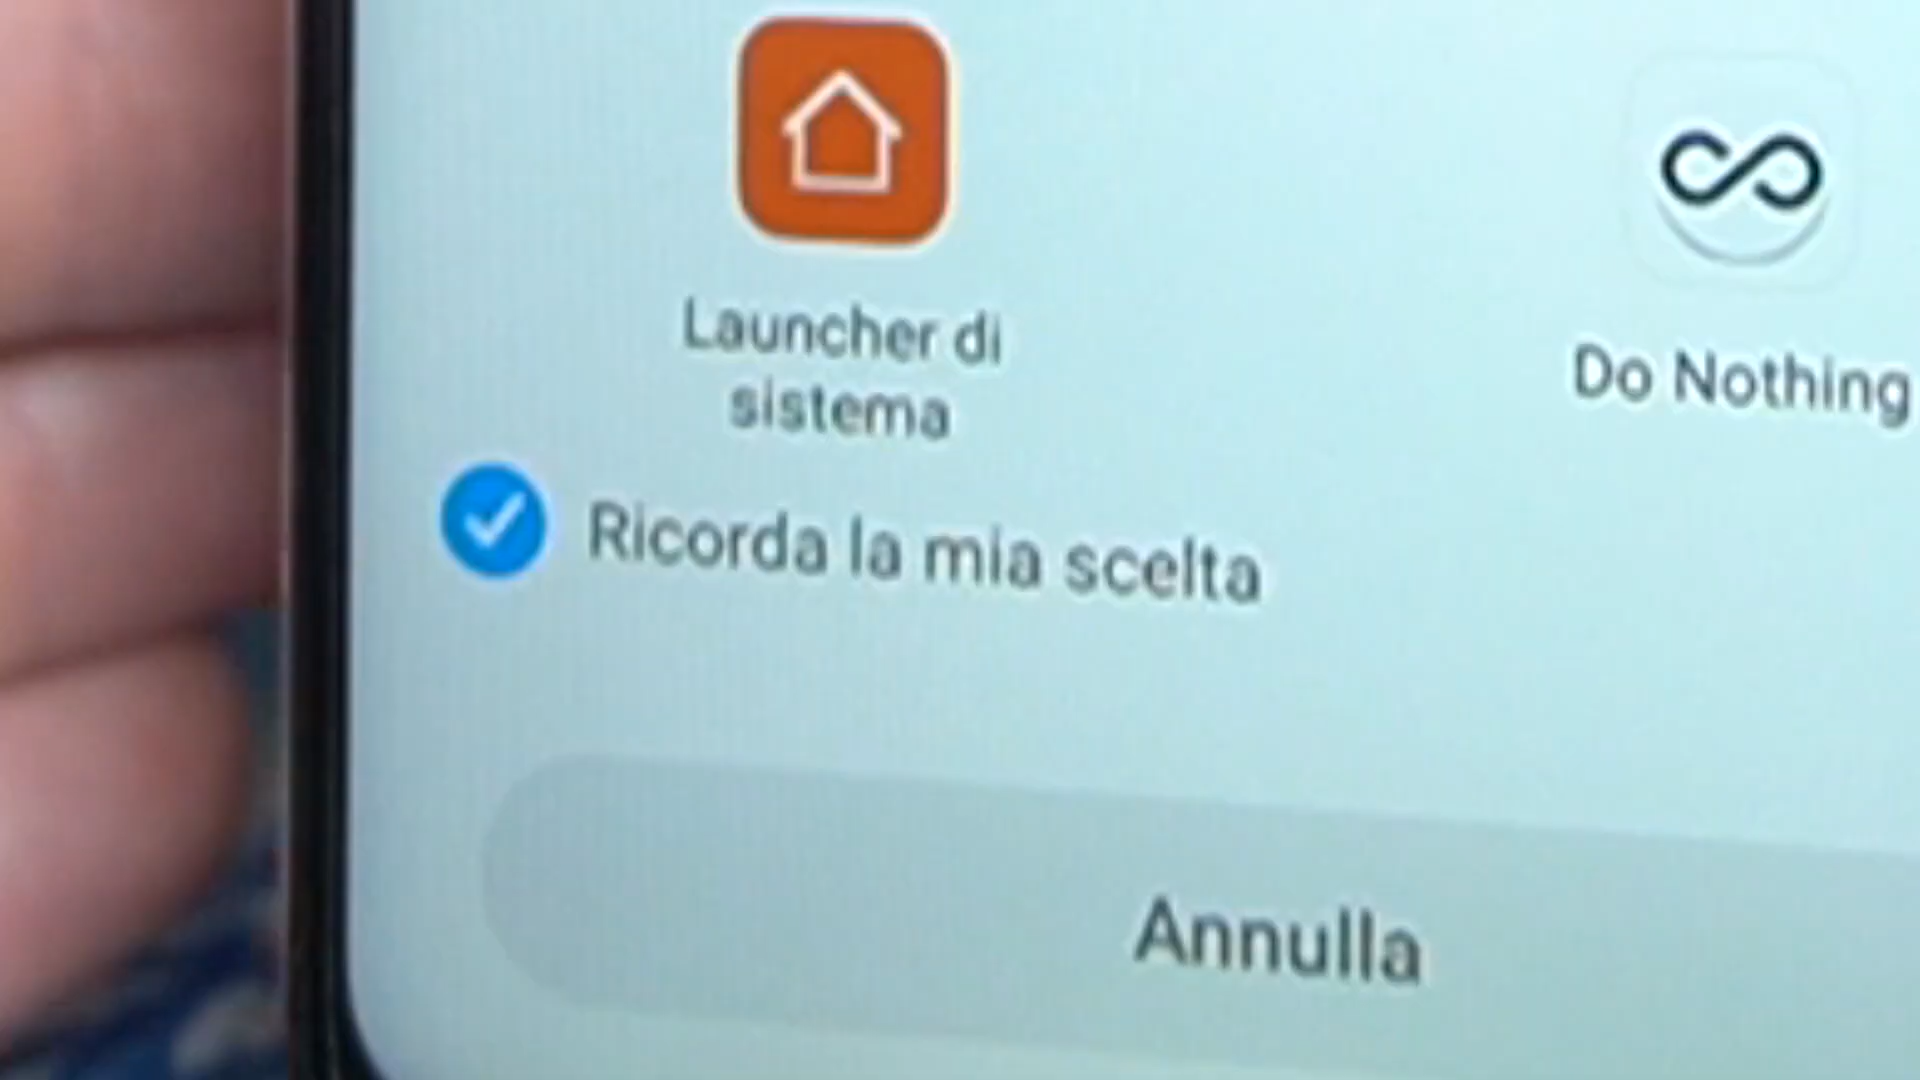 Launcher di
sistema
Do Nothing
Ricorda la mia scelta
Annulla